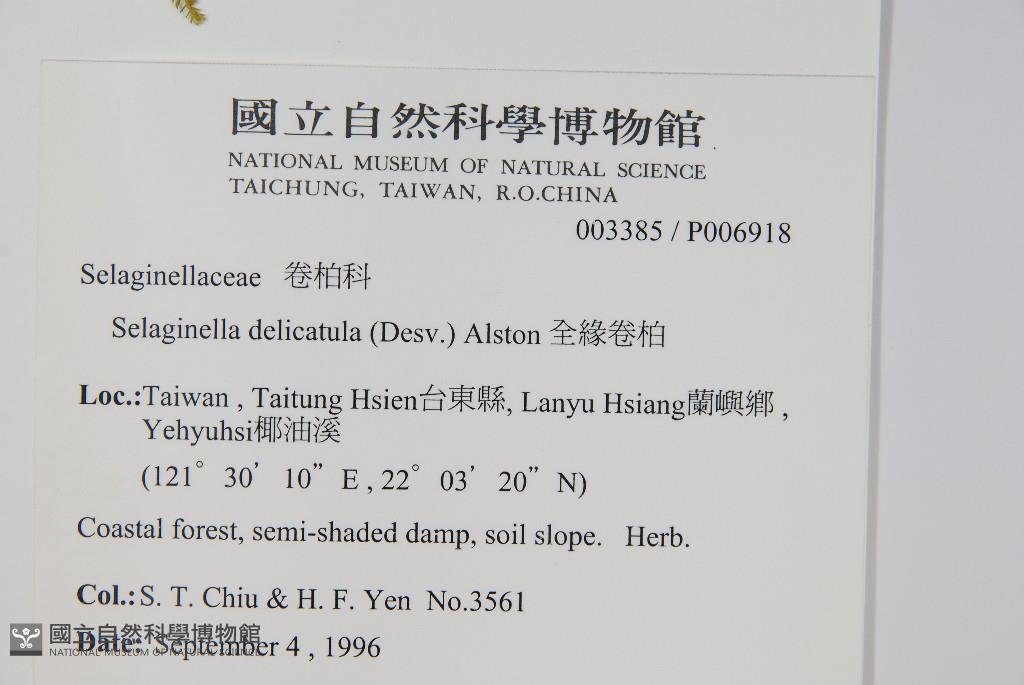 國立自然科學博物館
NATIONAL MUSEUM OF NATURAL SCIENCE
TAICHUNG, TAIWAN, R.O.CHINA
003385 / P006918
Selaginellaceae 卷柏科
Selaginella delicatula (Desv.) Alston 全緣卷柏
Loc.:Taiwan , Taitung Hsien台東縣, Lanyu Hsiang蘭嶼鄉 ,
Yehyuhsi椰油溪
(121° 30’ 10” E , 22° 03’ 20” N)
Coastal forest, semi-shaded damp, soil slope. Herb.
Col.:S. T. Chiu & H. F. Yen No.3561
Date: September 4 , 1996
國立自然科學博物館
NATIONAL MUSEUM OF NATURAL SCIENCE